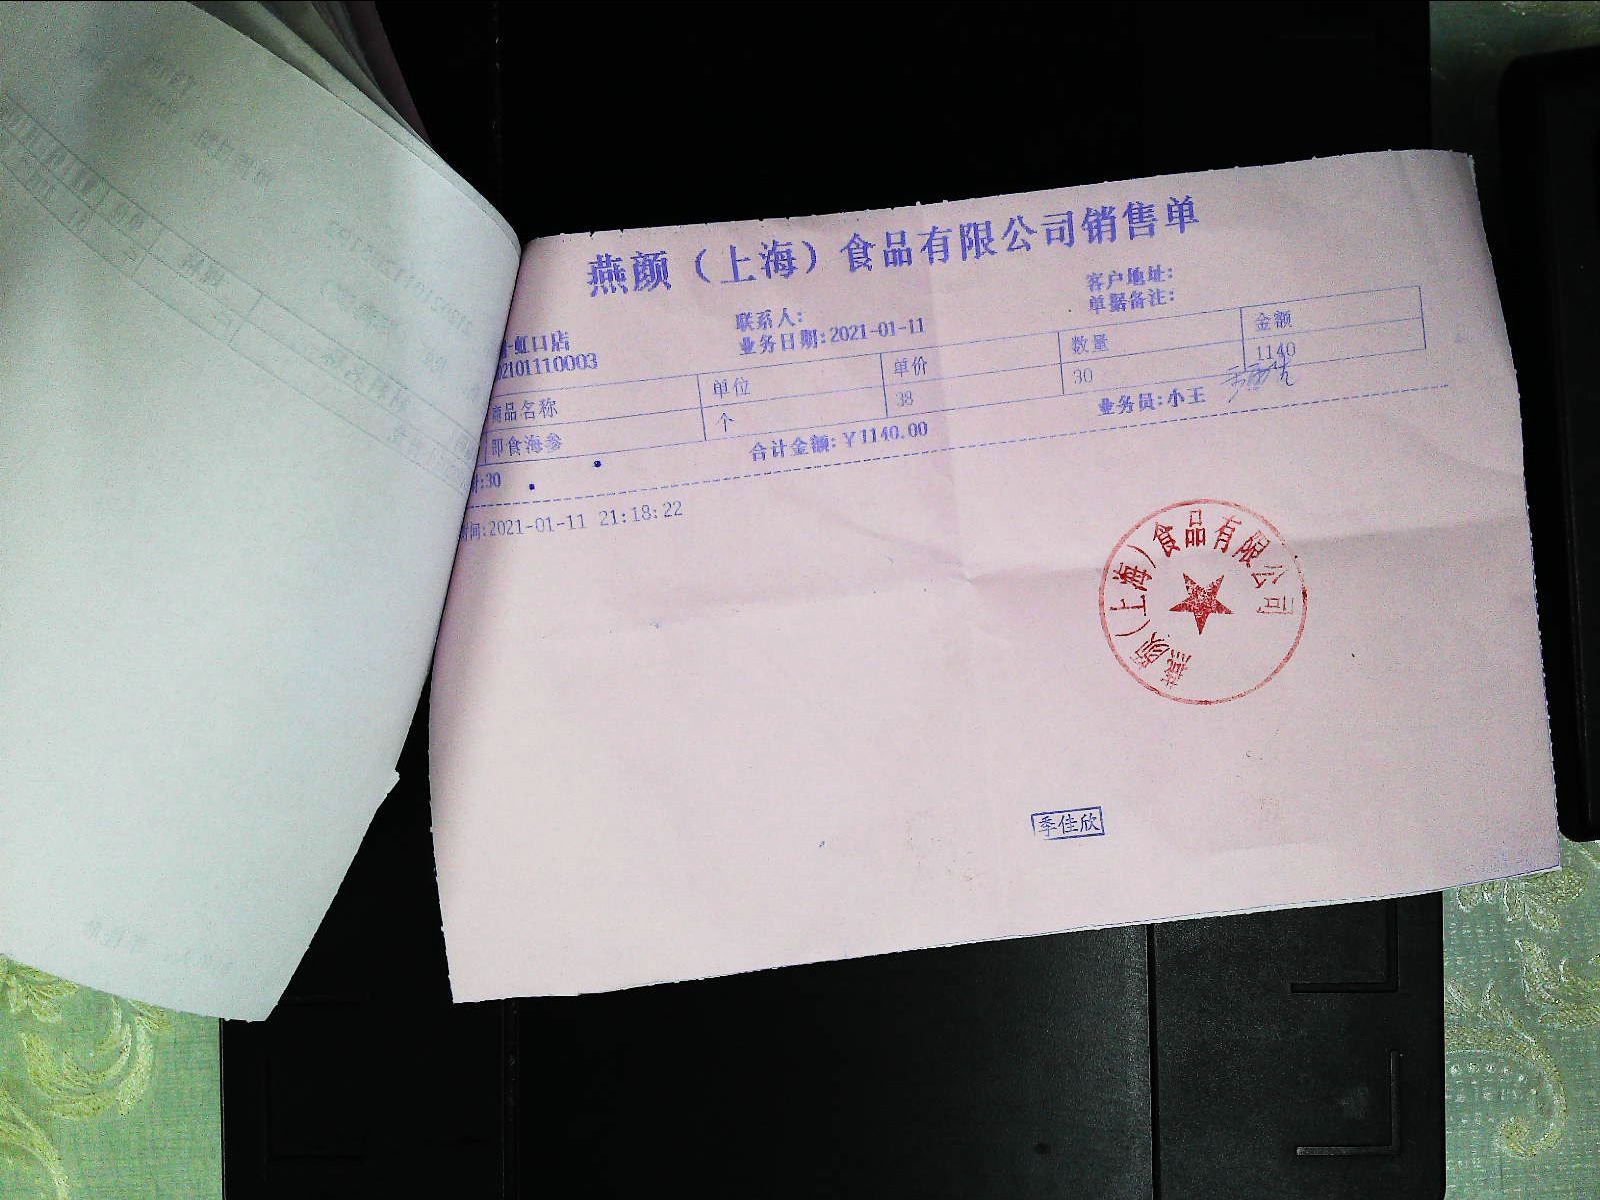 燕颜（上海）食品有限公司销售单
客户地址：
联系人：
单据备注：
虹口店
业务日期：2021-01-11
2101110003
商品名称 单位 单价 数量 金额
即食海参 个 38 30 1140
计：30 合计金额：￥1140.00 业务员：小王
时间：2021-01-11 21:18:22
燕颜（上海）食品有限公司
季佳欣